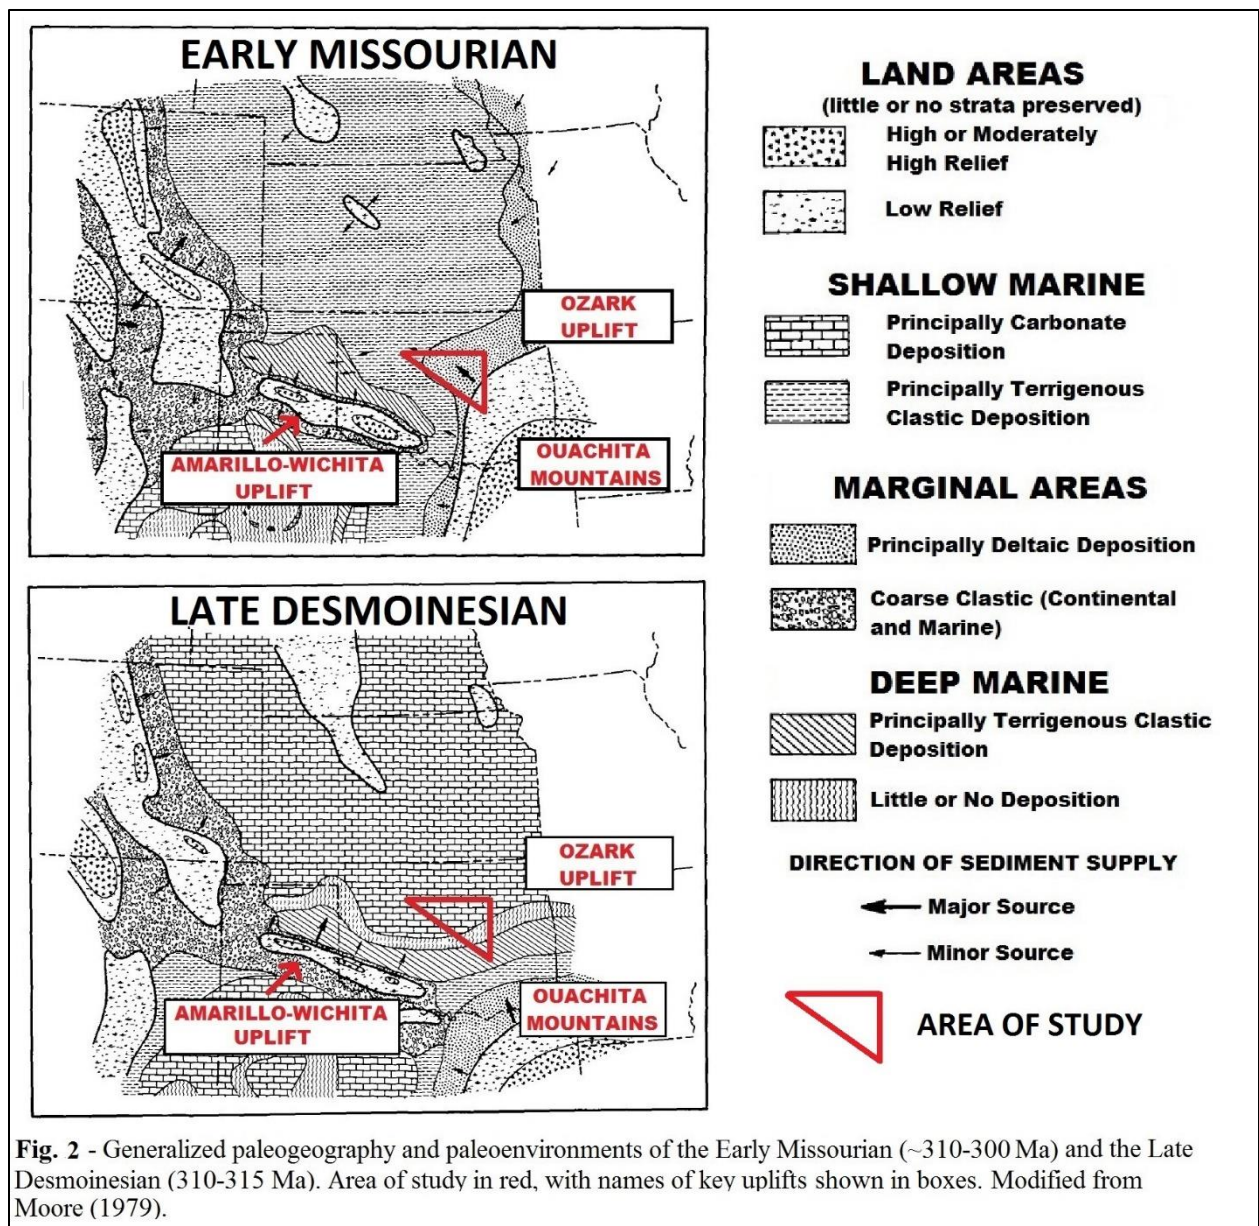 EARLY MISSOURIAN
OZARK
UPLIFT
AMARILLO-WICHITA
UPLIFT
OUACHITA
MOUNTAINS
LATE DESMOINESIAN
OZARK
UPLIFT
AMARILLO-WICHITA
UPLIFT
OUACHITA
MOUNTAINS
LAND AREAS
(little or no strata preserved)
High or Moderately
High Relief
Low Relief
SHALLOW MARINE
Principally Carbonate
Deposition
Principally Terrigenous
Clastic Deposition
MARGINAL AREAS
Principally Deltaic Deposition
Coarse Clastic (Continental
and Marine)
DEEP MARINE
Principally Terrigenous Clastic
Deposition
Little or No Deposition
DIRECTION OF SEDIMENT SUPPLY
Major Source
Minor Source
AREA OF STUDY
Fig. 2 - Generalized paleogeography and paleoenvironments of the Early Missourian (~310-300 Ma) and the Late
Desmoinesian (310-315 Ma). Area of study in red, with names of key uplifts shown in boxes. Modified from
Moore (1979).